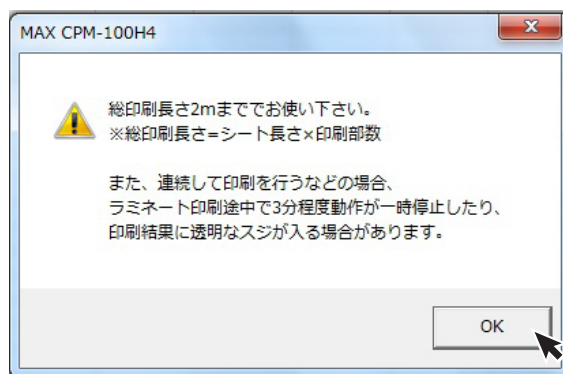 MAX CPM-100H4
総印刷長さ2mまででお使い下さい。
※総印刷長さ=シート長さ×印刷部数
また、連続して印刷を行うなどの場合、
ラミネート印刷途中で3分程度動作が一時停止したり、
印刷結果に透明なスジが入る場合があります。
OK